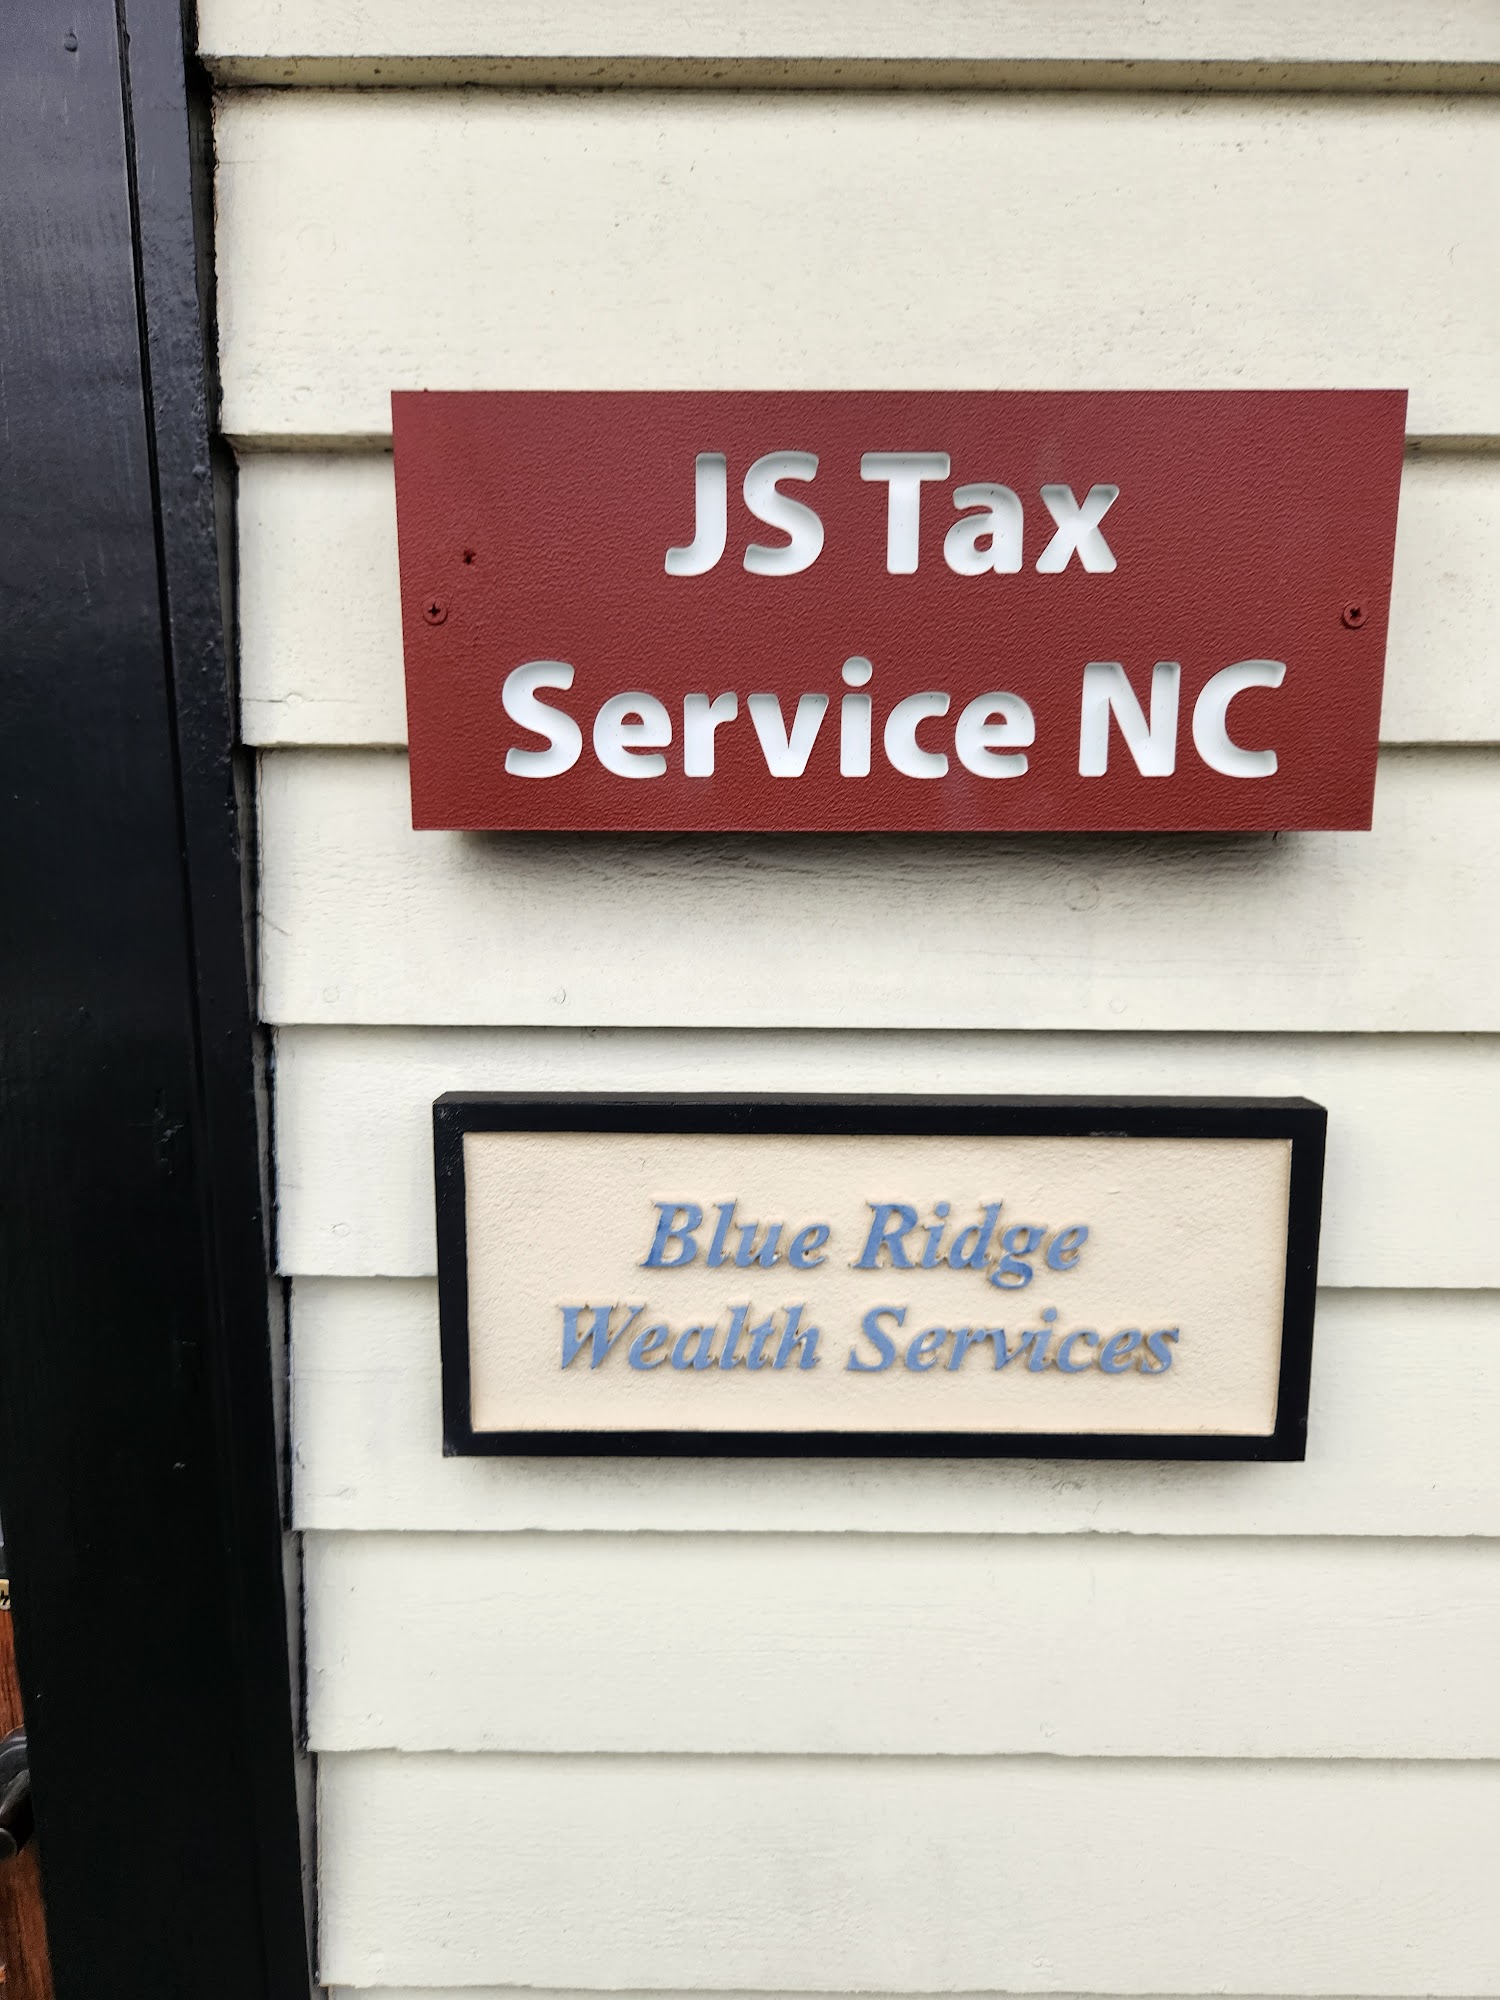 JS Tax
Service NC
Blue Ridge
Wealth Services